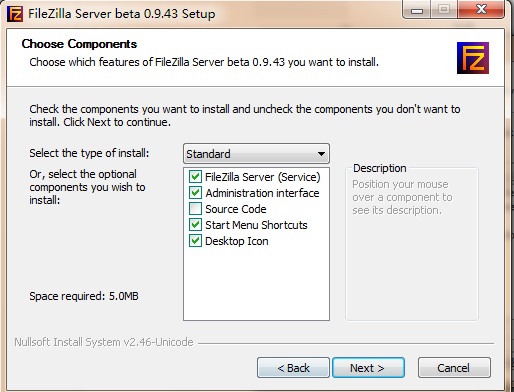 FileZilla Server beta 0.9.43 Setup
Choose Components
Choose which features of FileZilla Server beta 0.9.43 you want to install.
FZ
Check the components you want to install and uncheck the components you don't want to
install. Click Next to continue.
Select the type of install:
Standard
Or, select the optional
components you wish to
install:
FileZilla Server (Service)
Administration interface
Source Code
Start Menu Shortcuts
Desktop Icon
Description
Position your mouse
over a component to
see its description.
Space required: 5.0MB
Nullsoft Install System v2.46-Unicode
< Back
Next >
Cancel